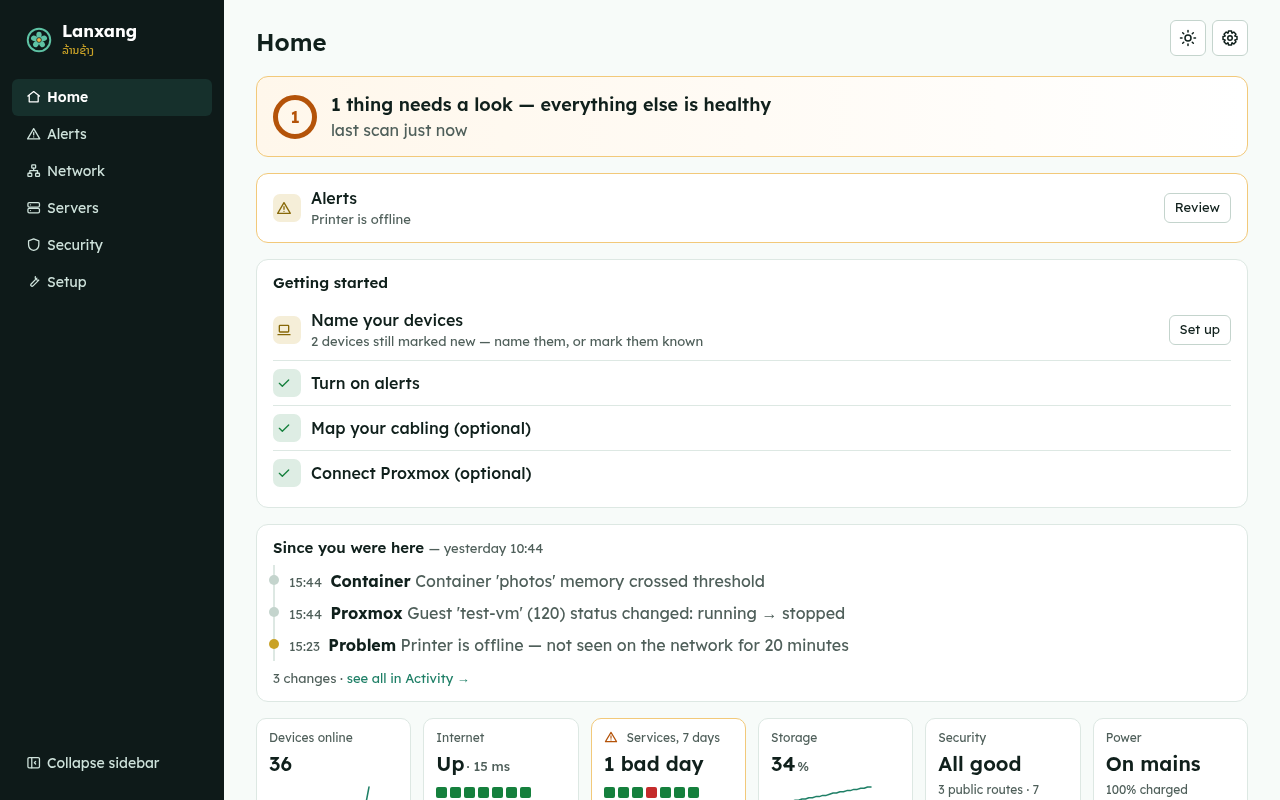 Lanxang
ລ້ານຊ້າງ
Home
Alerts
Network
Servers
Security
Setup
Collapse sidebar
Home
1
1 thing needs a look — everything else is healthy
last scan just now
Alerts
Printer is offline
Review
Getting started
Name your devices
2 devices still marked new — name them, or mark them known
Set up
Turn on alerts
Map your cabling (optional)
Connect Proxmox (optional)
Since you were here — yesterday 10:44
15:44 Container Container 'photos' memory crossed threshold
15:44 Proxmox Guest 'test-vm' (120) status changed: running → stopped
15:23 Problem Printer is offline — not seen on the network for 20 minutes
3 changes · see all in Activity →
Devices online
36
Internet
Up · 15 ms
Services, 7 days
1 bad day
Storage
34 %
Security
All good
3 public routes · 7
Power
On mains
100% charged